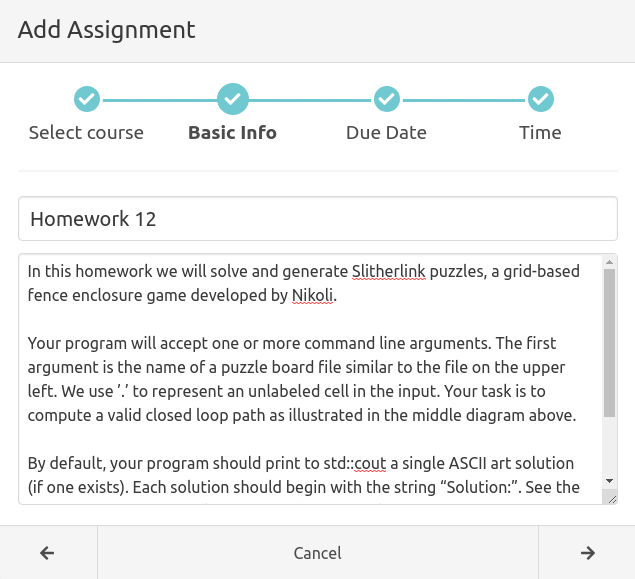 Add Assignment
Select course
Basic Info
Due Date
Time
Homework 12
In this homework we will solve and generate Slitherlink puzzles, a grid-based
fence enclosure game developed by Nikoli.
Your program will accept one or more command line arguments. The first
argument is the name of a puzzle board file similar to the file on the upper
left. We use ’.’ to represent an unlabeled cell in the input. Your task is to
compute a valid closed loop path as illustrated in the middle diagram above.
By default, your program should print to std::cout a single ASCII art solution
(if one exists). Each solution should begin with the string “Solution:”. See the
Cancel